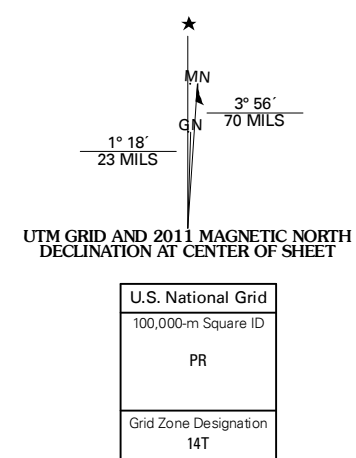 ★
MN
3° 56´
70 MILS
GN
1° 18´
23 MILS
UTM GRID AND 2011 MAGNETIC NORTH
DECLINATION AT CENTER OF SHEET
U.S. National Grid
100,000-m Square ID
PR
Grid Zone Designation
14T